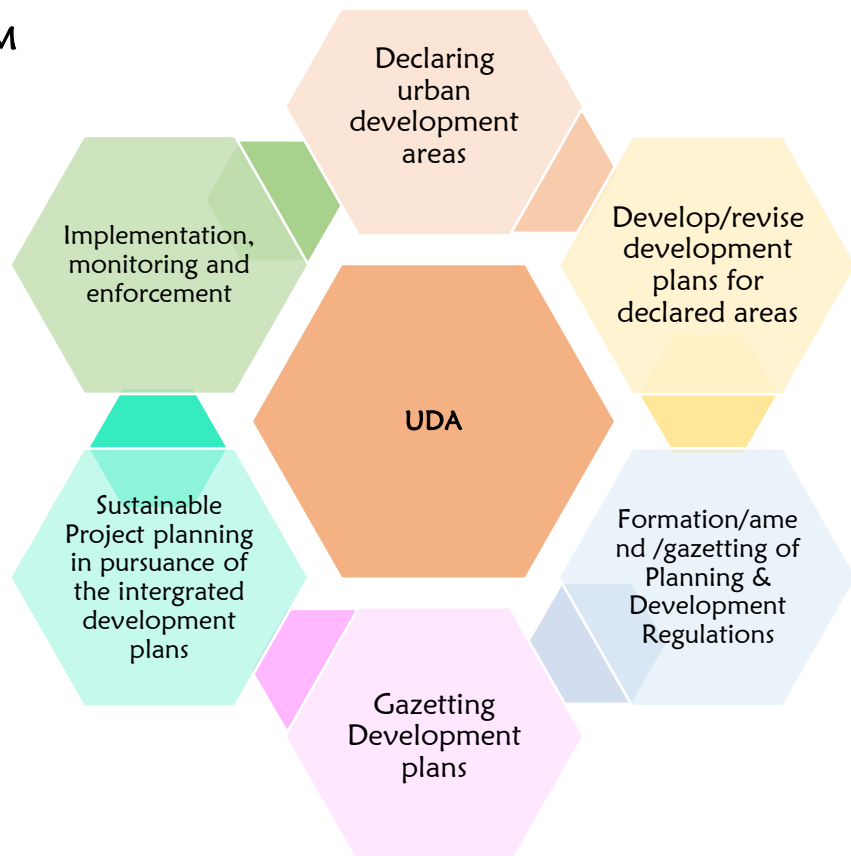 M
Declaring
urban
development
areas
Develop/revise
development
plans for
declared areas
Formation/ame
nd /gazetting of
Planning &
Development
Regulations
Gazetting
Development
plans
Sustainable
Project planning
in pursuance of
the intergrated
development
plans
Implementation,
monitoring and
enforcement
UDA